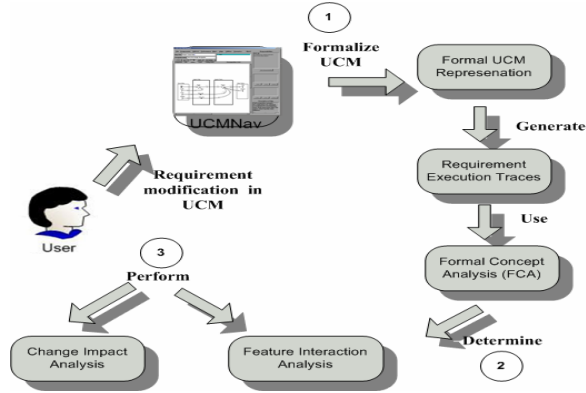 1
Formalize
UCM
Formal UCM
Represenation
UCMNav
Generate
Requirement
modification in
UCM
Requirement
Execution Traces
User
Use
3
Perform
Formal Concept
Analysis (FCA)
Determine
2
Change Impact
Analysis
Feature Interaction
Analysis